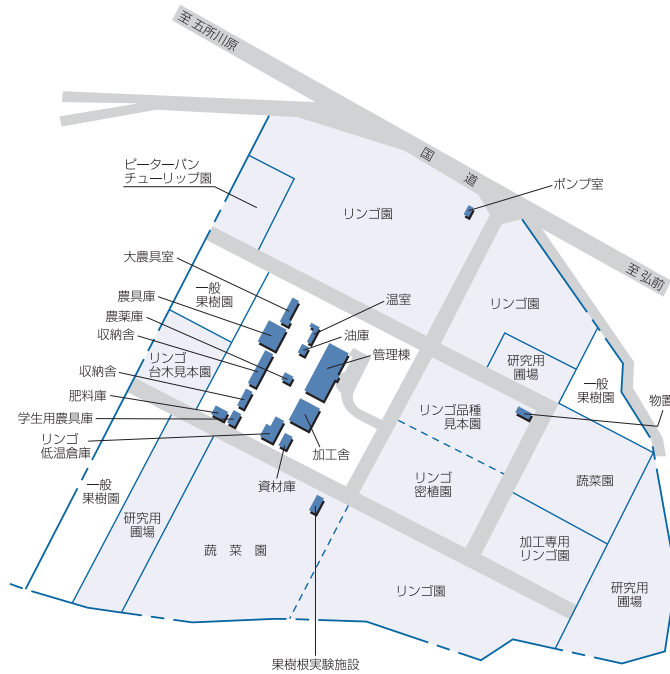 至 五所川原
国道
至 弘前
ピーターパン
チューリップ園
リンゴ園
ポンプ室
大農具室
一般
果樹園
農具庫
農薬庫
収納舎
温室
油庫
管理棟
リンゴ園
研究用
圃場
一般
果樹園
物置
リンゴ
台木見本園
収納舎
肥料庫
学生用農具庫
リンゴ
低温倉庫
加工舎
資材庫
リンゴ品種
見本園
リンゴ
密植園
蔬菜園
一般
果樹園
研究用
圃場
蔬菜園
加工専用
リンゴ園
リンゴ園
研究用
圃場
果樹根実験施設